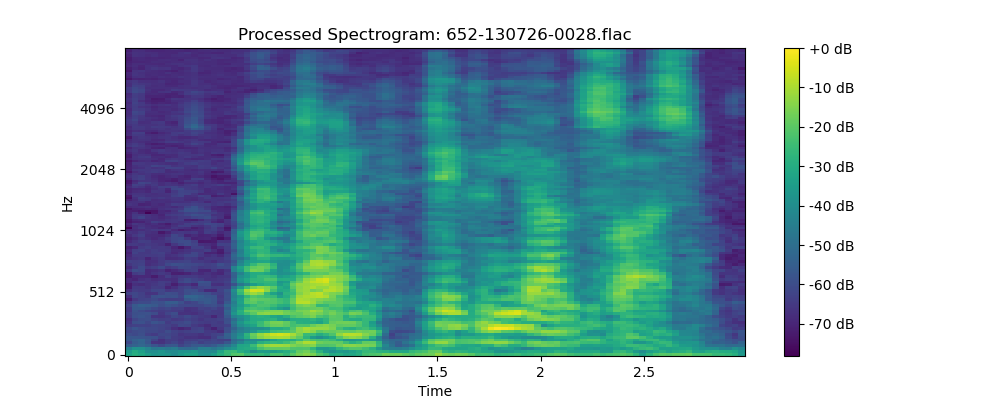 Processed Spectrogram: 652-130726-0028.flac
Hz
4096
2048
1024
512
0
0 0.5 1 1.5 2 2.5
Time
+0 dB
-10 dB
-20 dB
-30 dB
-40 dB
-50 dB
-60 dB
-70 dB